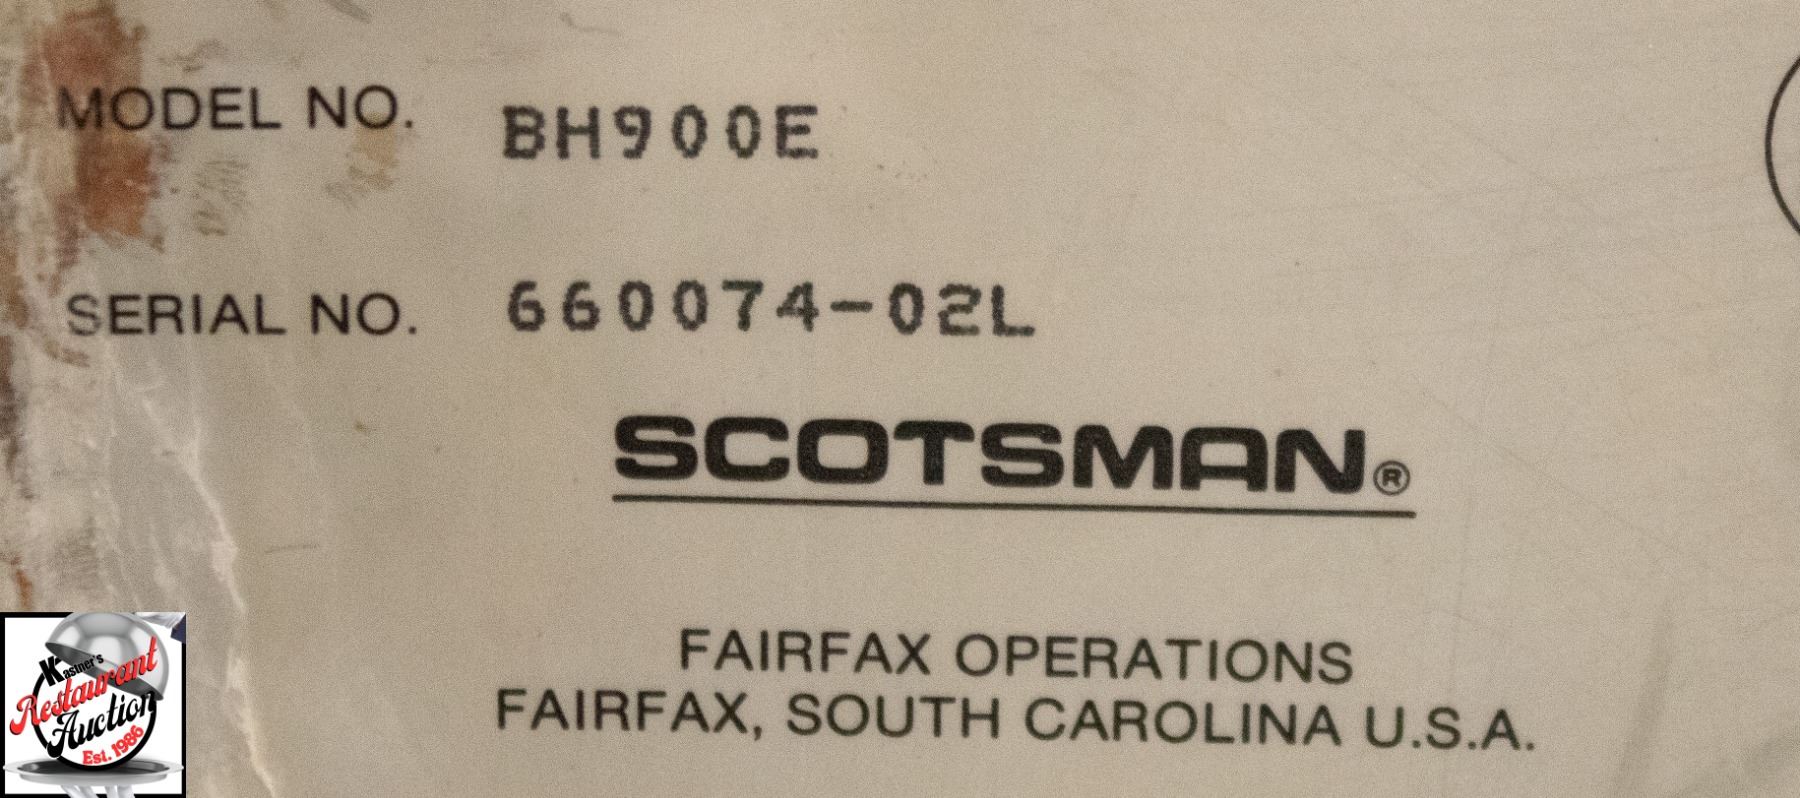 MODEL NO. BH900E
SERIAL NO. 660074-02L
SCOTSMAN®
FAIRFAX OPERATIONS
FAIRFAX, SOUTH CAROLINA U.S.A.
Kastner's
Restaurant
Auction
Est. 1986